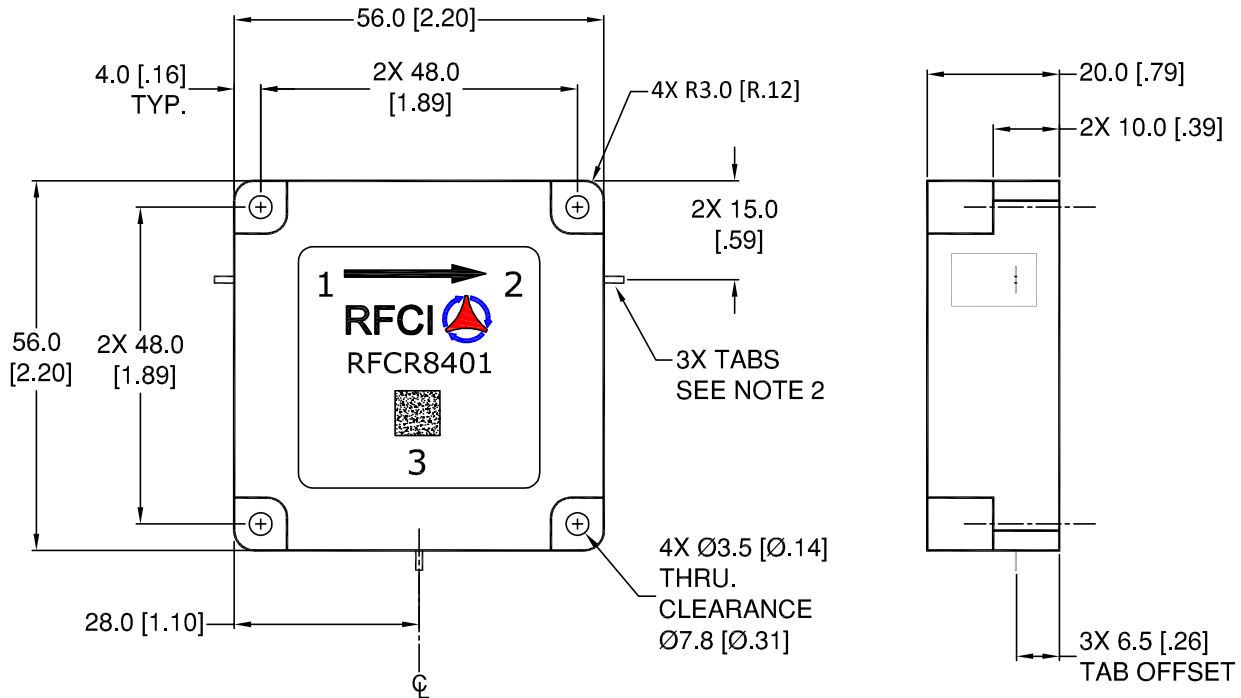 56.0 [2.20]
4.0 [.16]
TYP.
2X 48.0
[1.89]
4X R3.0 [R.12]
20.0 [.79]
2X 10.0 [.39]
2X 15.0
[.59]
1
2
RFCI
RFCR8401
3
56.0
[2.20]
2X 48.0
[1.89]
3X TABS
SEE NOTE 2
4X Ø3.5 [Ø.14]
THRU.
CLEARANCE
Ø7.8 [Ø.31]
28.0 [1.10]
℄
3X 6.5 [.26]
TAB OFFSET